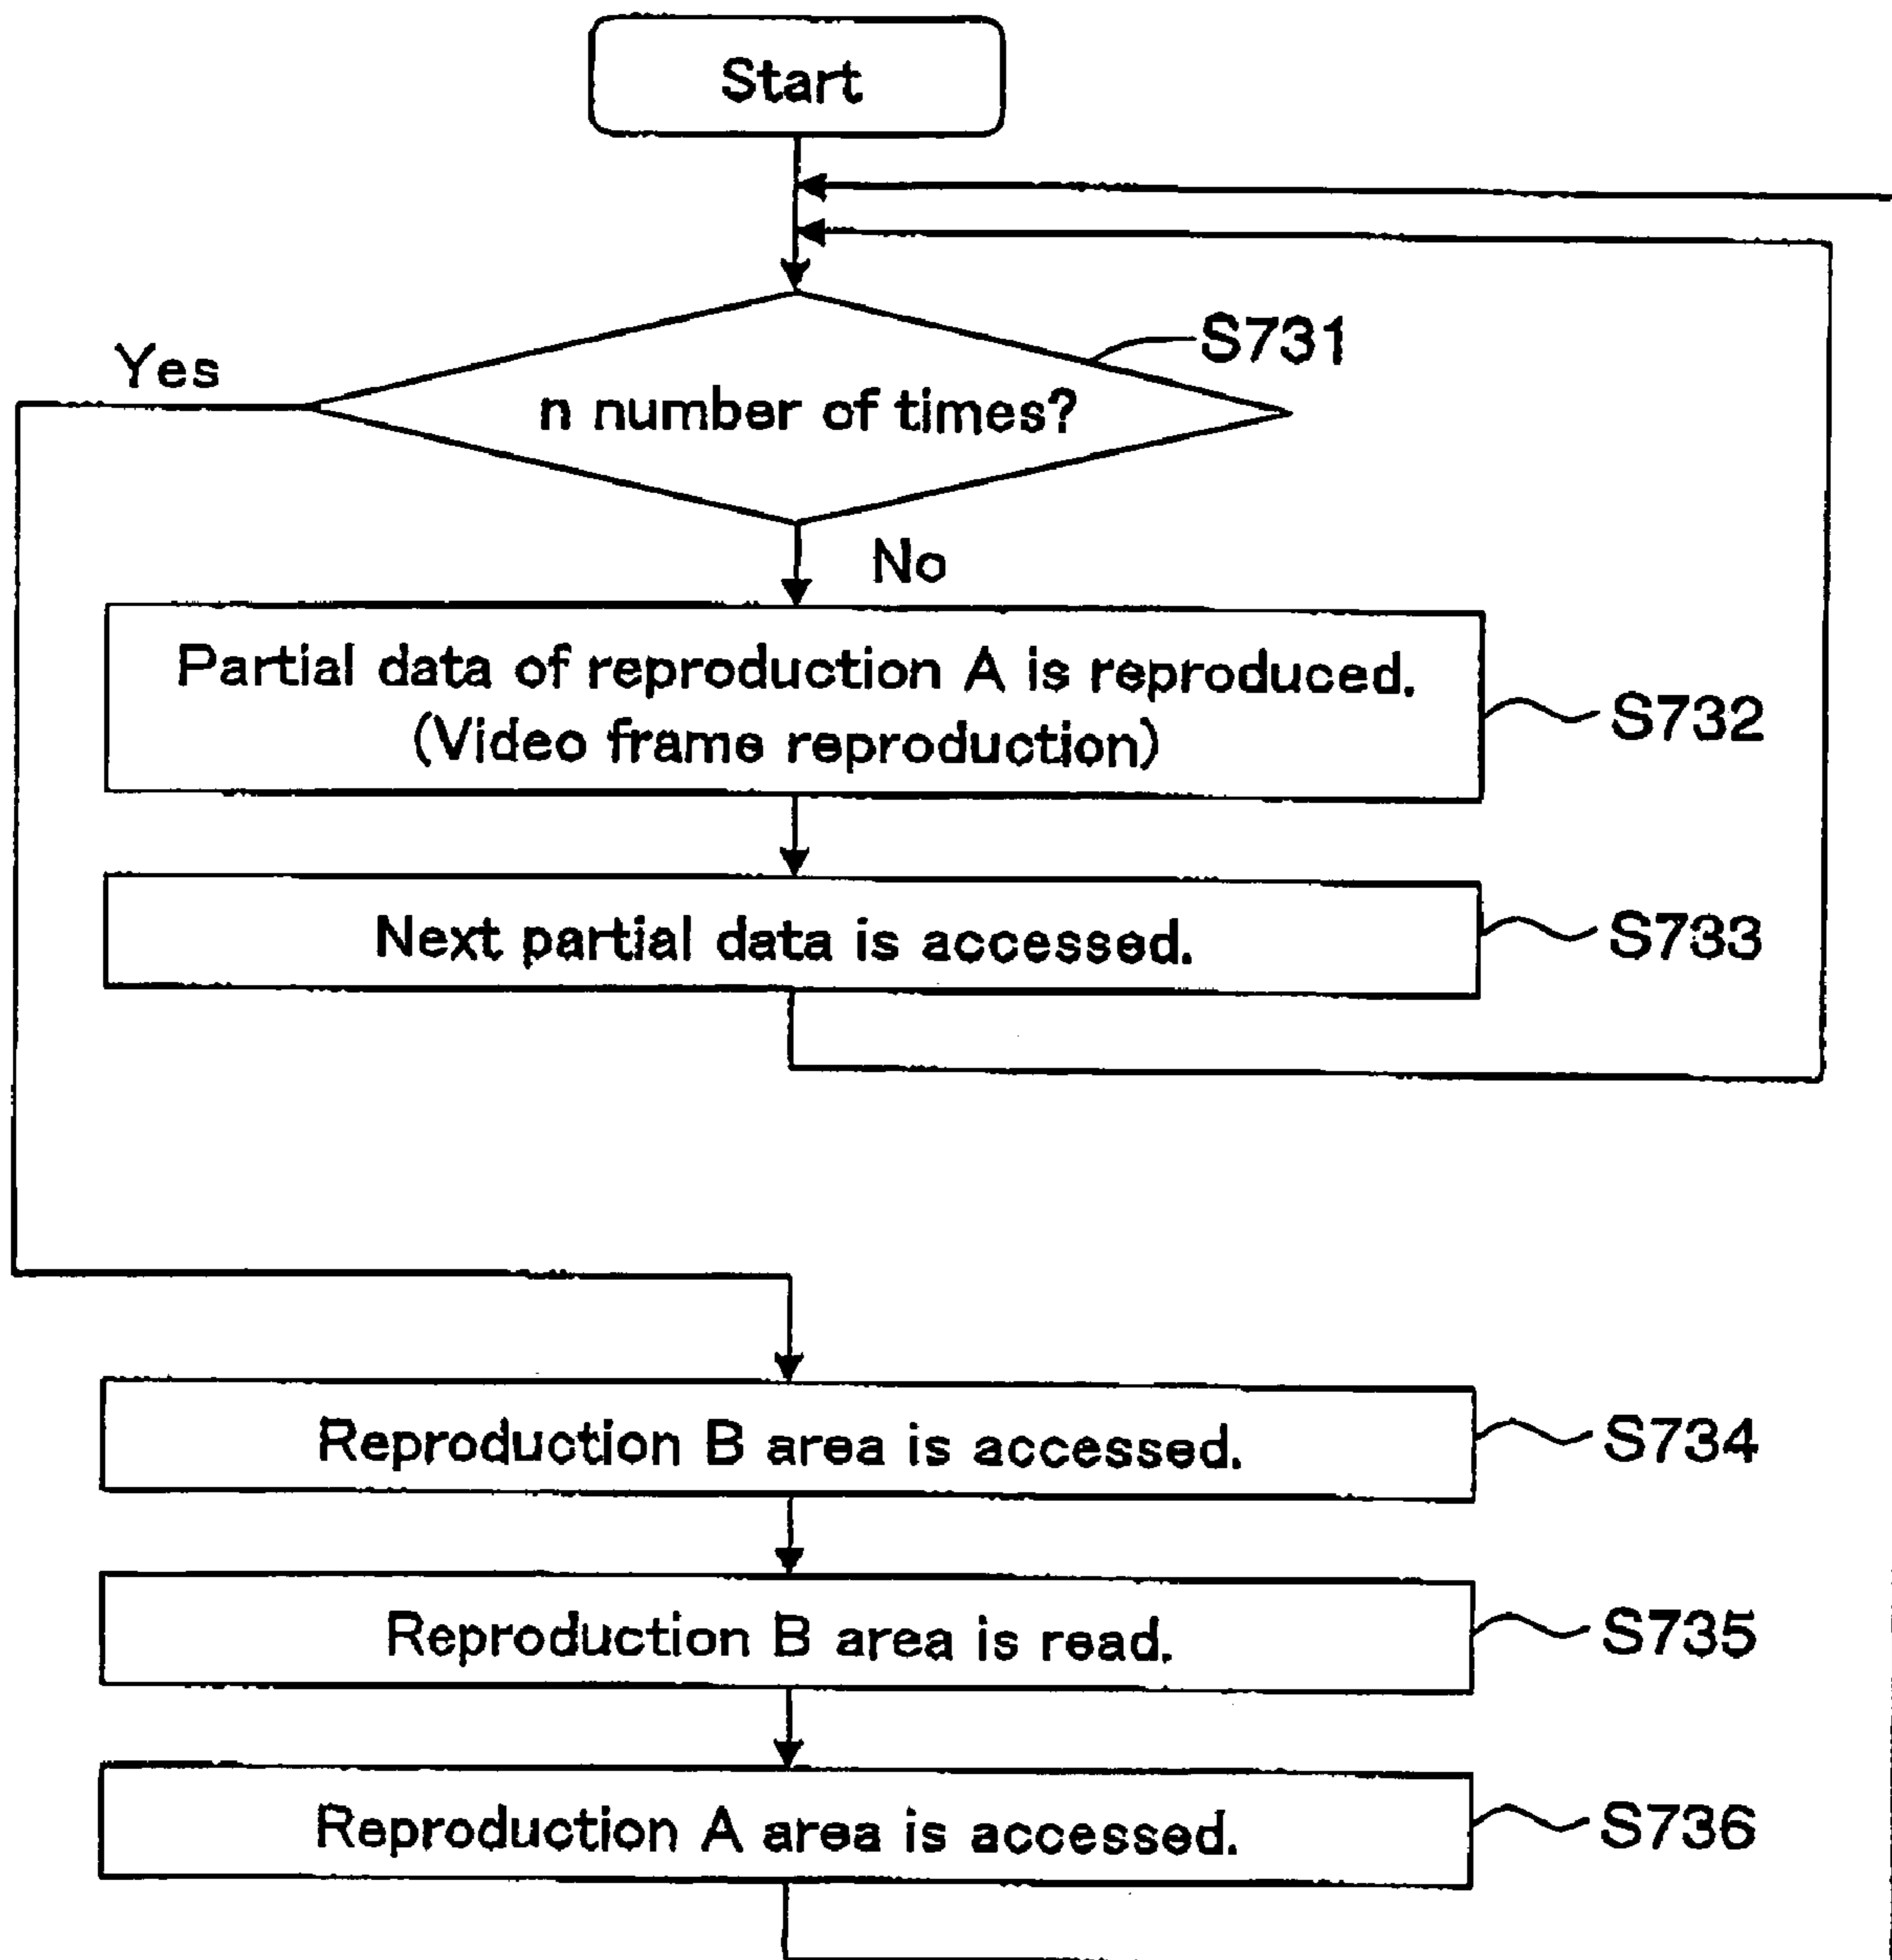 Start
S731
Yes
n number of times?
No
Partial data of reproduction A is reproduced.
(Video frame reproduction)
S732
Next partial data is accessed.
S733
Reproduction B area is accessed.
S734
Reproduction B area is read.
S735
Reproduction A area is accessed.
S736